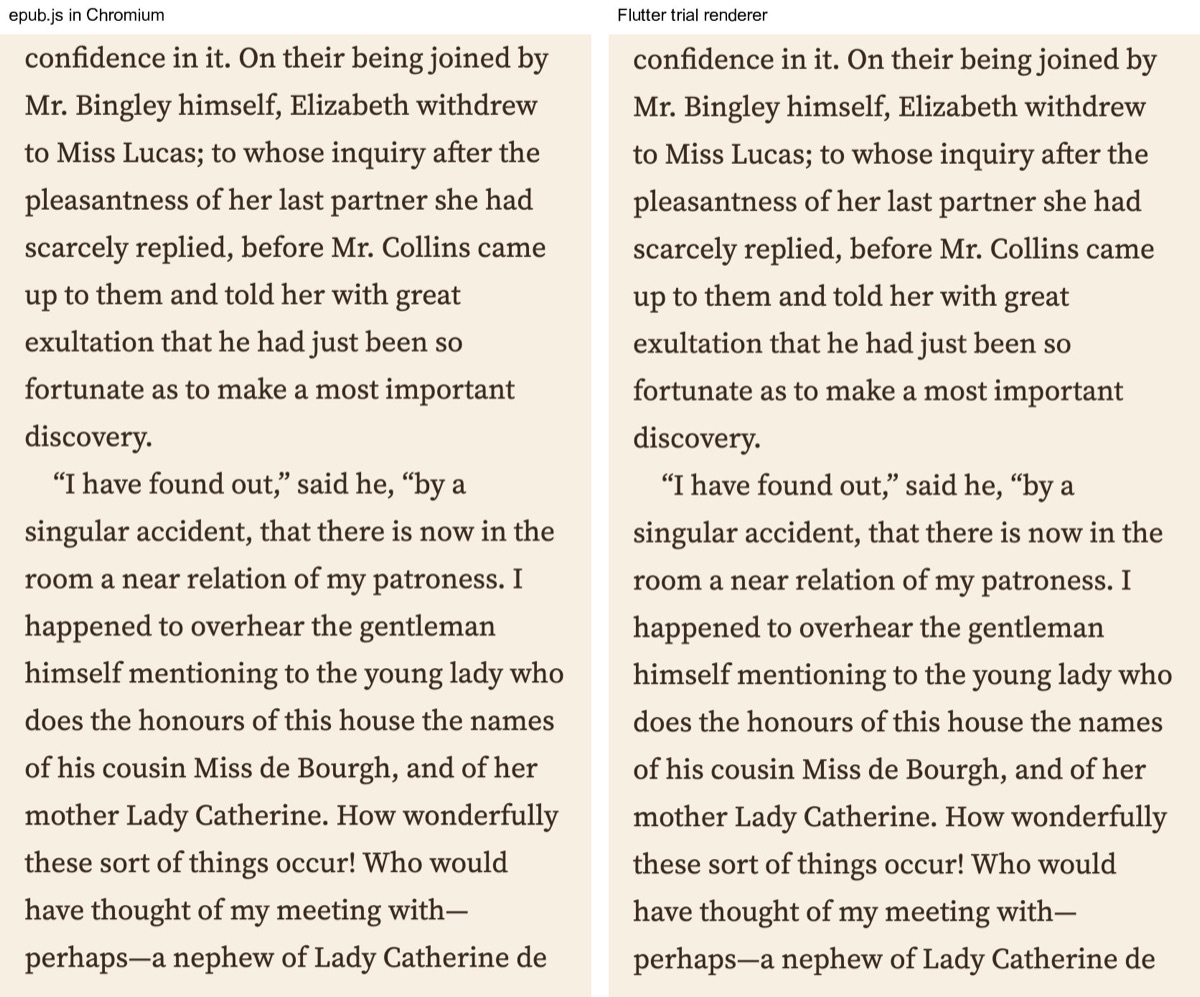 epub.js in Chromium
confidence in it. On their being joined by
Mr. Bingley himself, Elizabeth withdrew
to Miss Lucas; to whose inquiry after the
pleasantness of her last partner she had
scarcely replied, before Mr. Collins came
up to them and told her with great
exultation that he had just been so
fortunate as to make a most important
discovery.
“I have found out,” said he, “by a
singular accident, that there is now in the
room a near relation of my patroness. I
happened to overhear the gentleman
himself mentioning to the young lady who
does the honours of this house the names
of his cousin Miss de Bourgh, and of her
mother Lady Catherine. How wonderfully
these sort of things occur! Who would
have thought of my meeting with—
perhaps—a nephew of Lady Catherine de
Flutter trial renderer
confidence in it. On their being joined by
Mr. Bingley himself, Elizabeth withdrew
to Miss Lucas; to whose inquiry after the
pleasantness of her last partner she had
scarcely replied, before Mr. Collins came
up to them and told her with great
exultation that he had just been so
fortunate as to make a most important
discovery.
“I have found out,” said he, “by a
singular accident, that there is now in the
room a near relation of my patroness. I
happened to overhear the gentleman
himself mentioning to the young lady who
does the honours of this house the names
of his cousin Miss de Bourgh, and of her
mother Lady Catherine. How wonderfully
these sort of things occur! Who would
have thought of my meeting with—
perhaps—a nephew of Lady Catherine de